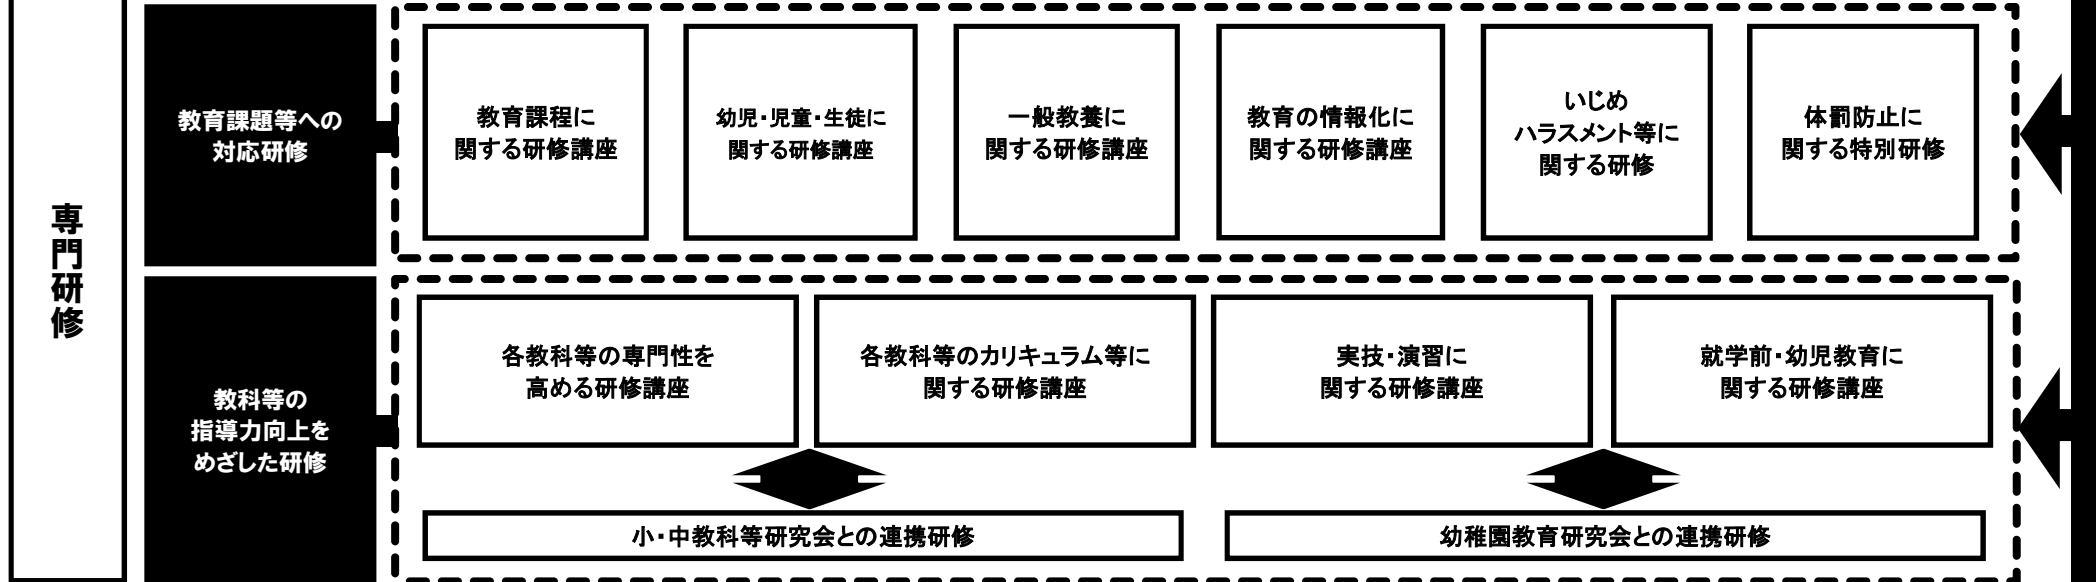 専門研修
教育課題等への
対応研修
教育課程に
関する研修講座
幼児・児童・生徒に
関する研修講座
一般教養に
関する研修講座
教育の情報化に
関する研修講座
いじめ
ハラスメント等に
関する研修
体罰防止に
関する特別研修
教科等の
指導力向上を
めざした研修
各教科等の専門性を
高める研修講座
各教科等のカリキュラム等に
関する研修講座
実技・演習に
関する研修講座
就学前・幼児教育に
関する研修講座
小・中教科等研究会との連携研修
幼稚園教育研究会との連携研修